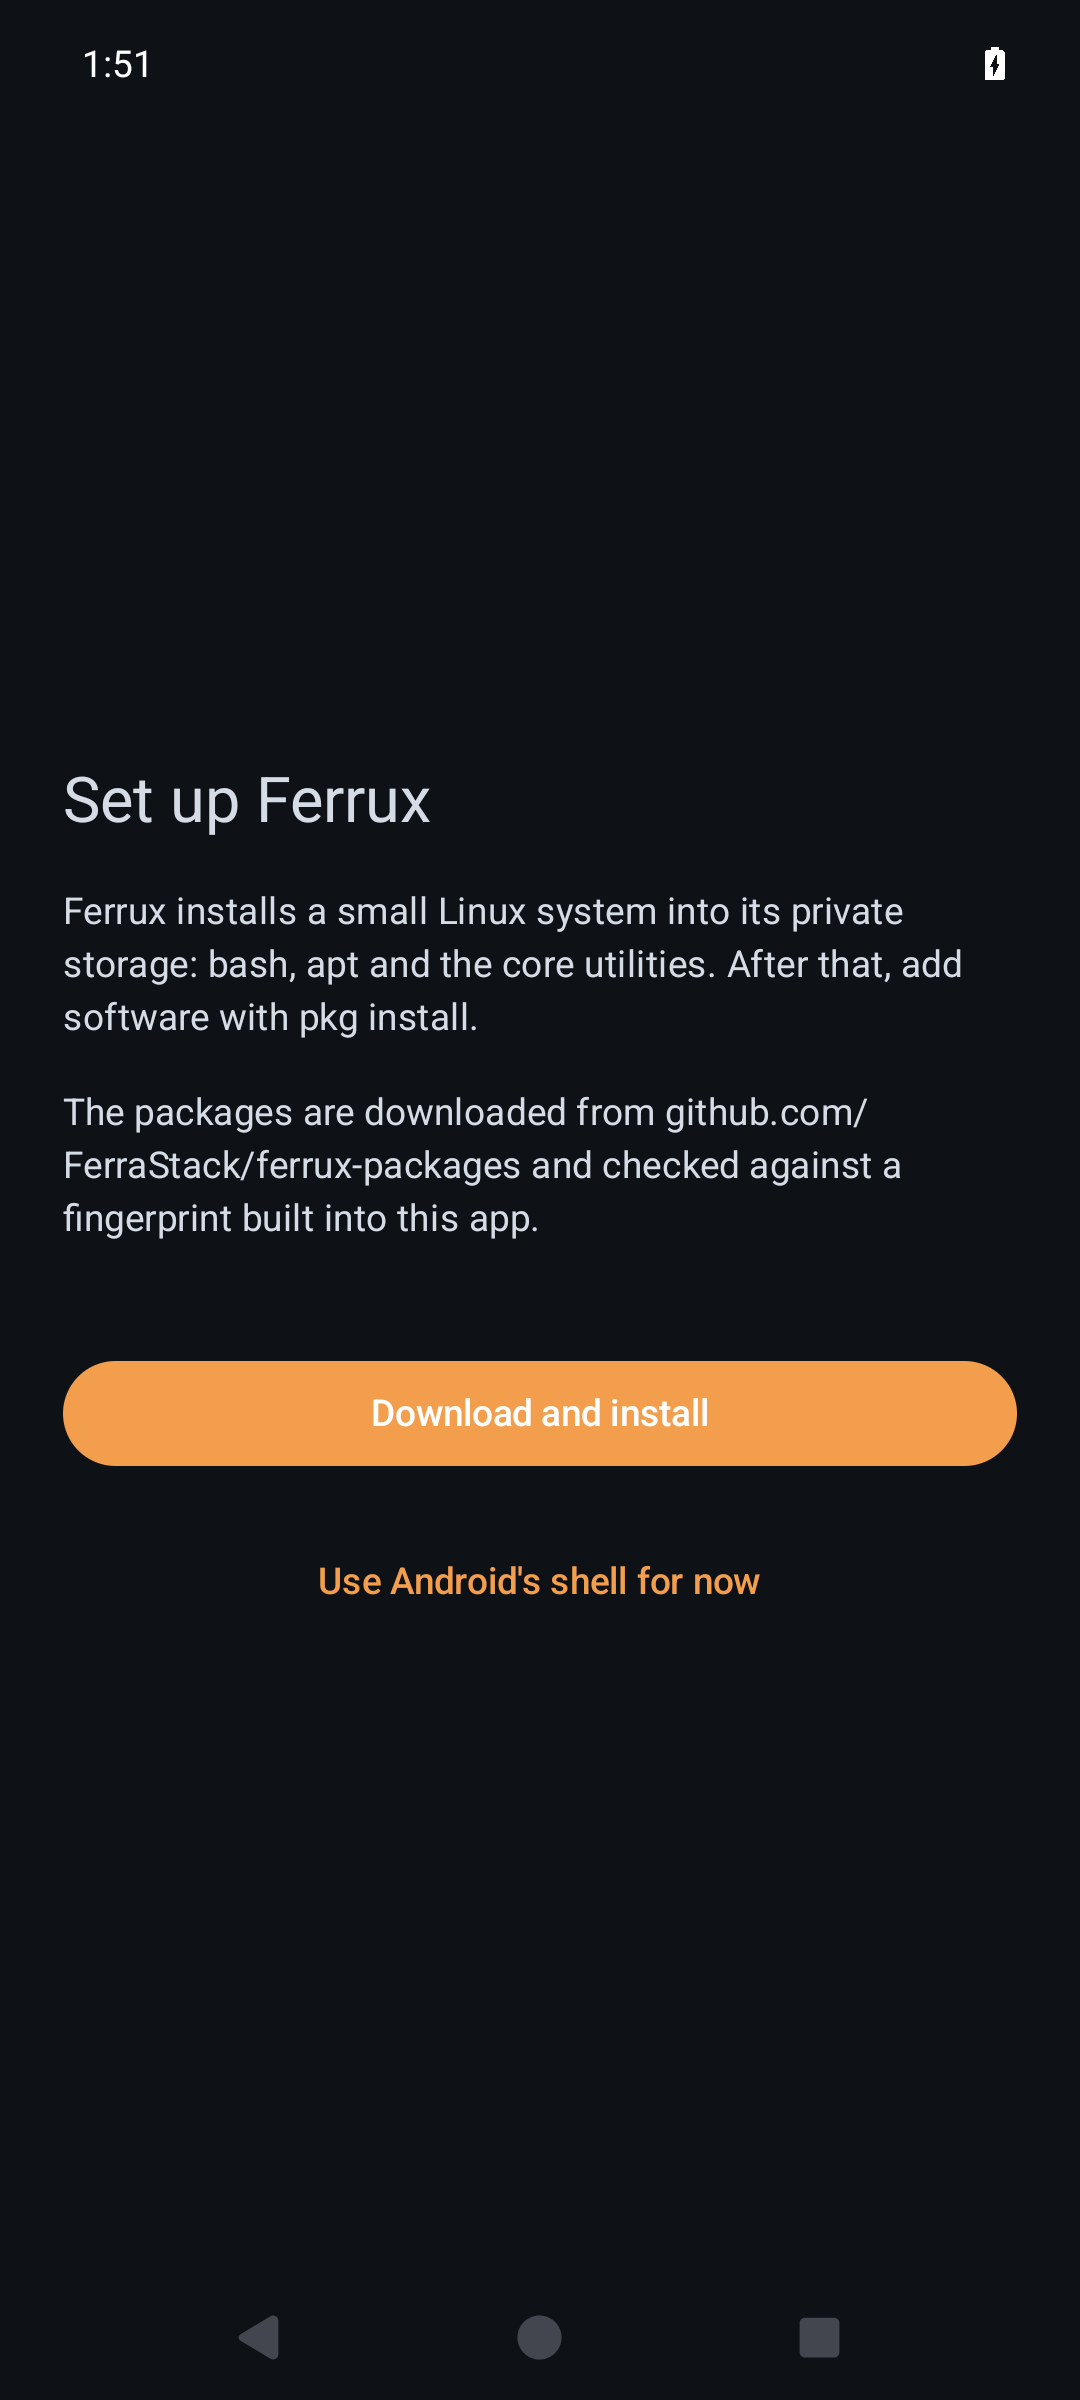 1:51
Set up Ferrux
Ferrux installs a small Linux system into its private
storage: bash, apt and the core utilities. After that, add
software with pkg install.
The packages are downloaded from github.com/
FerraStack/ferrux-packages and checked against a
fingerprint built into this app.
Download and install
Use Android's shell for now